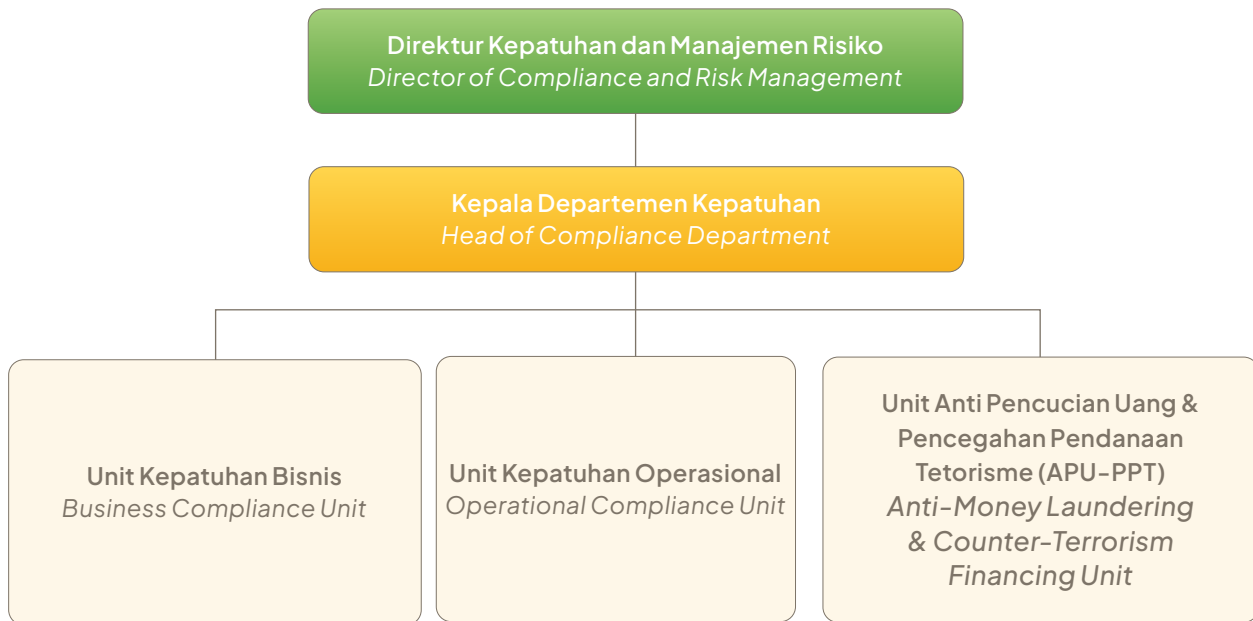 Direktur Kepatuhan dan Manajemen Risiko
Director of Compliance and Risk Management
Kepala Departemen Kepatuhan
Head of Compliance Department
Unit Kepatuhan Bisnis
Business Compliance Unit
Unit Kepatuhan Operasional
Operational Compliance Unit
Unit Anti Pencucian Uang &
Pencegahan Pendanaan
Tetorisme (APU-PPT)
Anti-Money Laundering
& Counter-Terrorism
Financing Unit